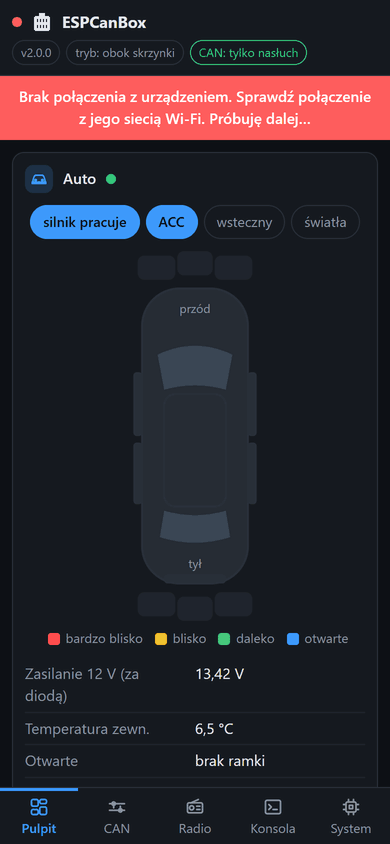 ESPCanBox
v2.0.0
tryb: obok skrzynki
CAN: tylko nasłuch
Brak połączenia z urządzeniem. Sprawdź połączenie
z jego siecią Wi-Fi. Próbuję dalej...
Auto
silnik pracuje
ACC
wsteczny
światła
przód
tył
bardzo blisko
blisko
daleko
otwarte
Zasilanie 12 V (za
diodą)
13,42 V
Temperatura zewn.
6,5 °C
Otwarte
brak ramki
Pulpit
CAN
Radio
Konsola
System